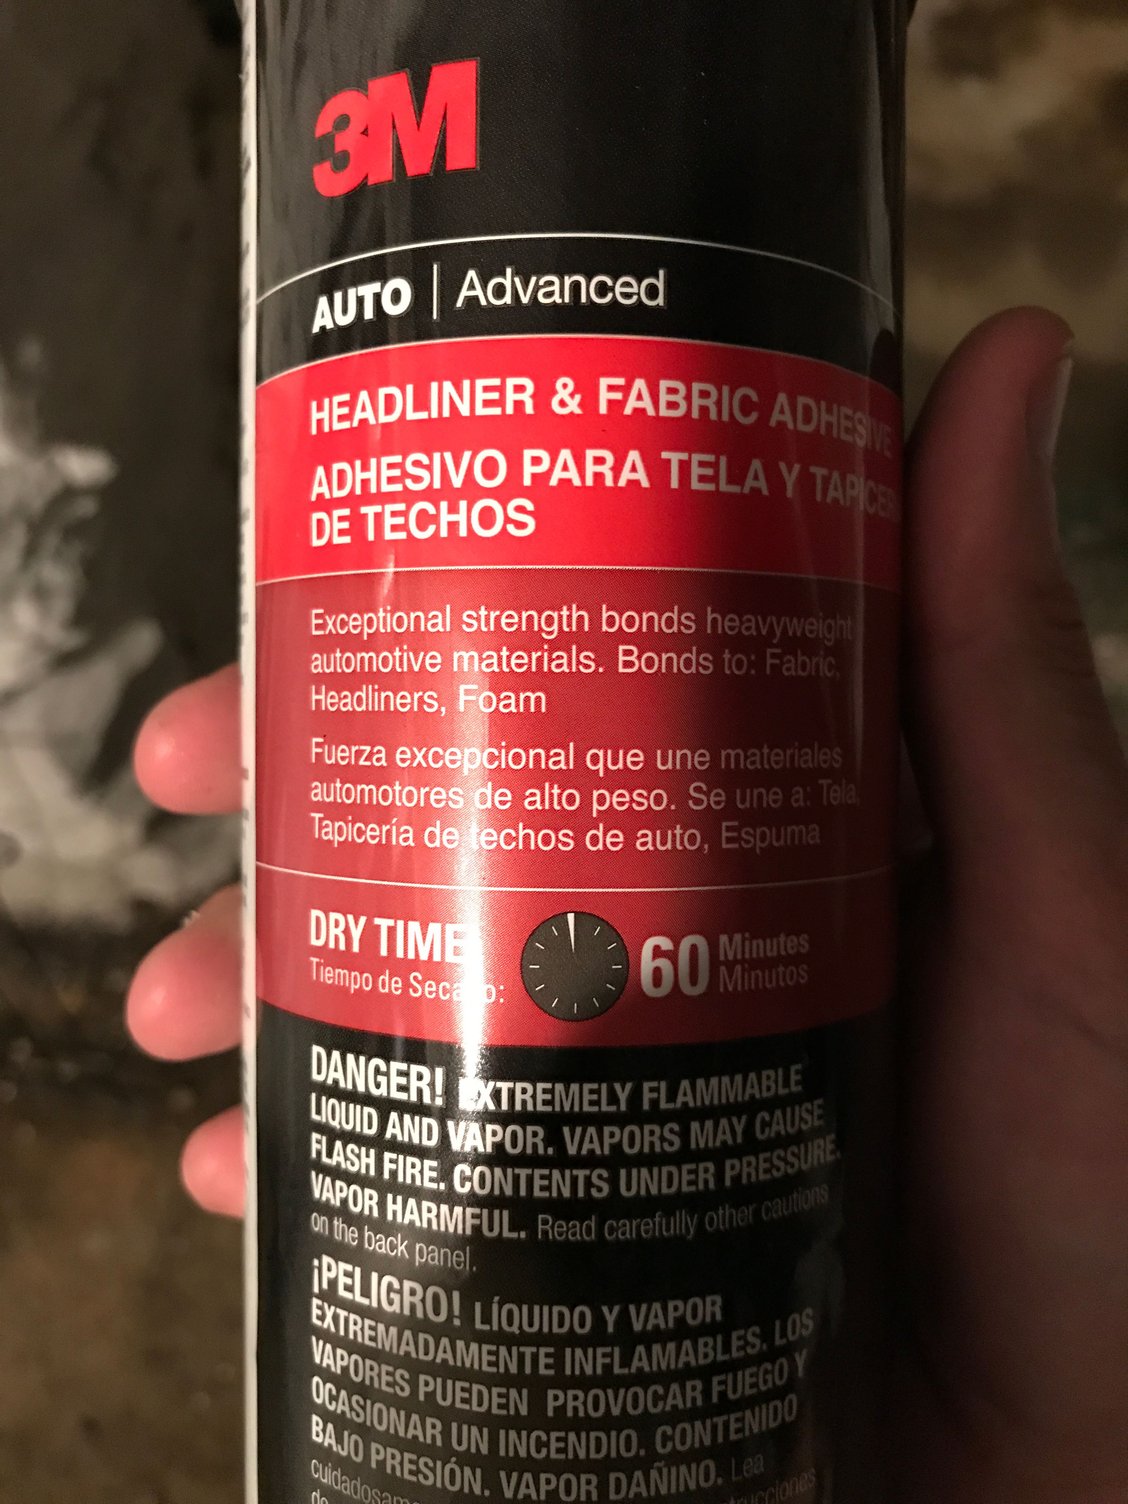 3M
AUTO | Advanced
HEADLINER & FABRIC ADHESIVE
ADHESIVO PARA TELA Y
DE TECHOS
Exceptional strength bonds heavyweight
automotive materials. Bonds to: Fabric,
Headliners, Foam
Fuerza excepcional que une materiales
automotores de alto peso. Se une a: Tela,
Tapicería de techos de auto, Espuma
DRY TIME
Tiempo de Secado:
60 Minutes
Minutos
DANGER! EXTREMELY FLAMMABLE
LIQUID AND VAPOR. VAPORS MAY CAUSE
FLASH FIRE. CONTENTS UNDER PRESSURE.
VAPOR HARMFUL. Read carefully other cautions
on the back panel.
¡PELIGRO! LÍQUIDO Y VAPOR
EXTREMADAMENTE INFLAMABLES. LOS
VAPORES PUEDEN PROVOCAR FUEGO Y
OCASIONAR UN INCENDIO. CONTENIDO
BAJO PRESIÓN. VAPOR DAÑINO. Lea